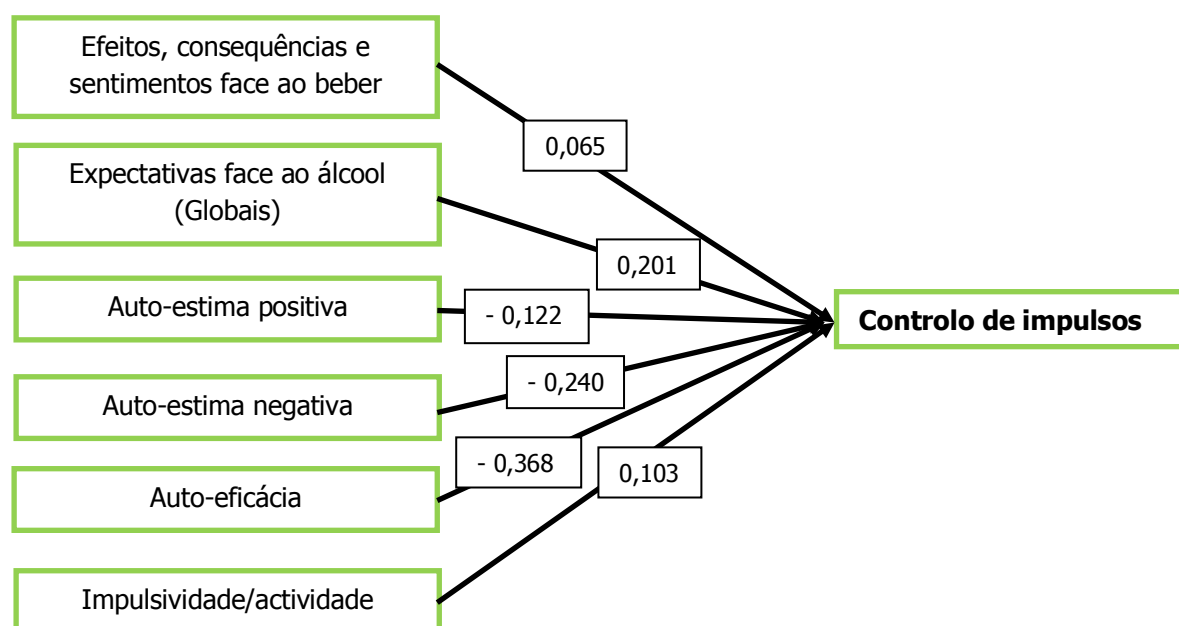 Efeitos, consequências e
sentimentos face ao beber
0,065
Expectativas face ao álcool
(Globais)
0,201
Auto-estima positiva
- 0,122
Controlo de impulsos
- 0,240
Auto-estima negativa
- 0,368
0,103
Auto-eficácia
Impulsividade/actividade